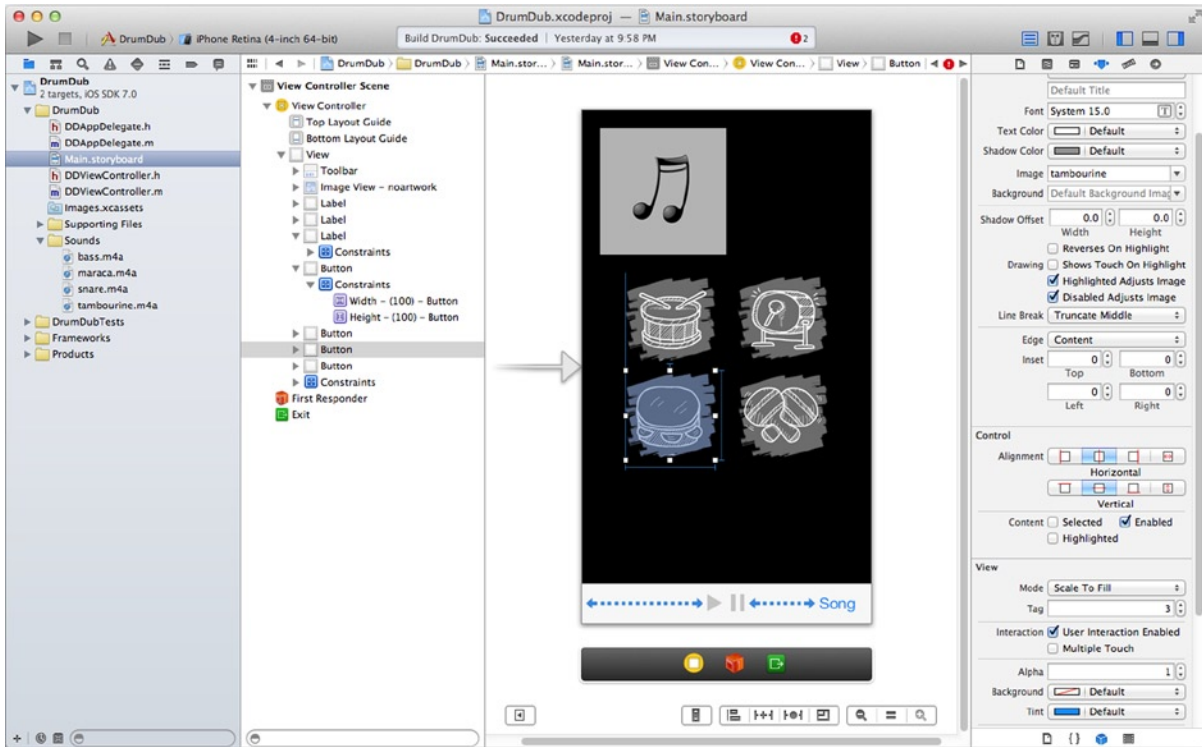 DrumDub.xcodeproj — Main.storyboard
DrumDub iPhone Retina (4-inch 64-bit)
Build DrumDub: Succeeded | Yesterday at 9:58 PM
2
DrumDub DrumDub Main.stor... Main.stor... View Con... View Con... View Button
DrumDub
2 targets, iOS SDK 7.0
DrumDub
DDAppDelegate.h
DDAppDelegate.m
Main.storyboard
DDViewController.h
DDViewController.m
Images.xcassets
Supporting Files
Sounds
bass.m4a
maraca.m4a
snare.m4a
tambourine.m4a
DrumDubTests
Frameworks
Products
View Controller Scene
View Controller
Top Layout Guide
Bottom Layout Guide
View
Toolbar
Image View – noartwork
Label
Label
Label
Constraints
Button
Constraints
Width – (100) – Button
Height – (100) – Button
Button
Button
Button
Constraints
First Responder
Exit
Song
Default Title
Font System 15.0
Text Color Default
Shadow Color Default
Image tambourine
Background Default Background Imag
Shadow Offset 0.0 0.0
Width Height
Reverses On Highlight
Drawing Shows Touch On Highlight
Highlighted Adjusts Image
Disabled Adjusts Image
Line Break Truncate Middle
Edge Content
Inset 0 0
Top Bottom
0 0
Left Right
Control
Alignment
Horizontal
Vertical
Content Selected Enabled
Highlighted
View
Mode Scale To Fill
Tag 3
Interaction User Interaction Enabled
Multiple Touch
Alpha 1
Background Default
Tint Default